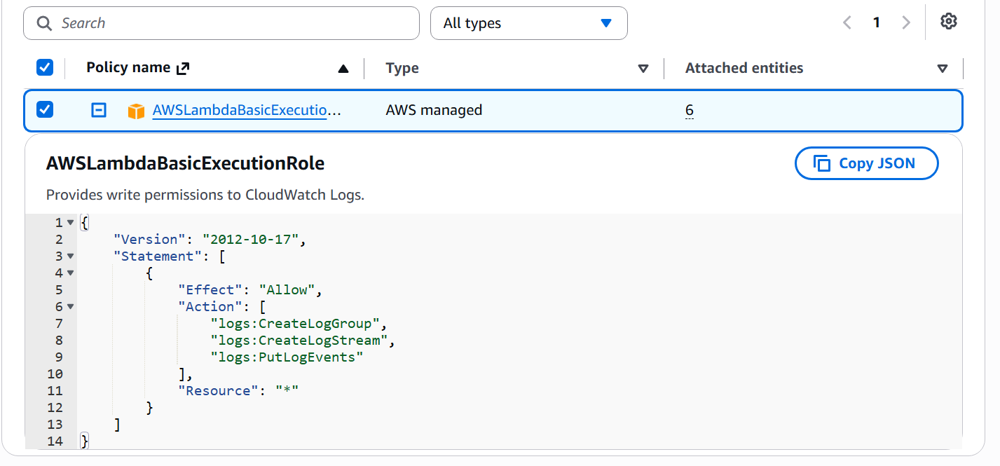 Search All types 1
Policy name Type Attached entities
AWSLambdaBasicExecutio... AWS managed 6
AWSLambdaBasicExecutionRole Copy JSON
Provides write permissions to CloudWatch Logs.
1 {
2     "Version": "2012-10-17",
3     "Statement": [
4         {
5             "Effect": "Allow",
6             "Action": [
7                 "logs:CreateLogGroup",
8                 "logs:CreateLogStream",
9                 "logs:PutLogEvents"
10             ],
11             "Resource": "*"
12         }
13     ]
14 }